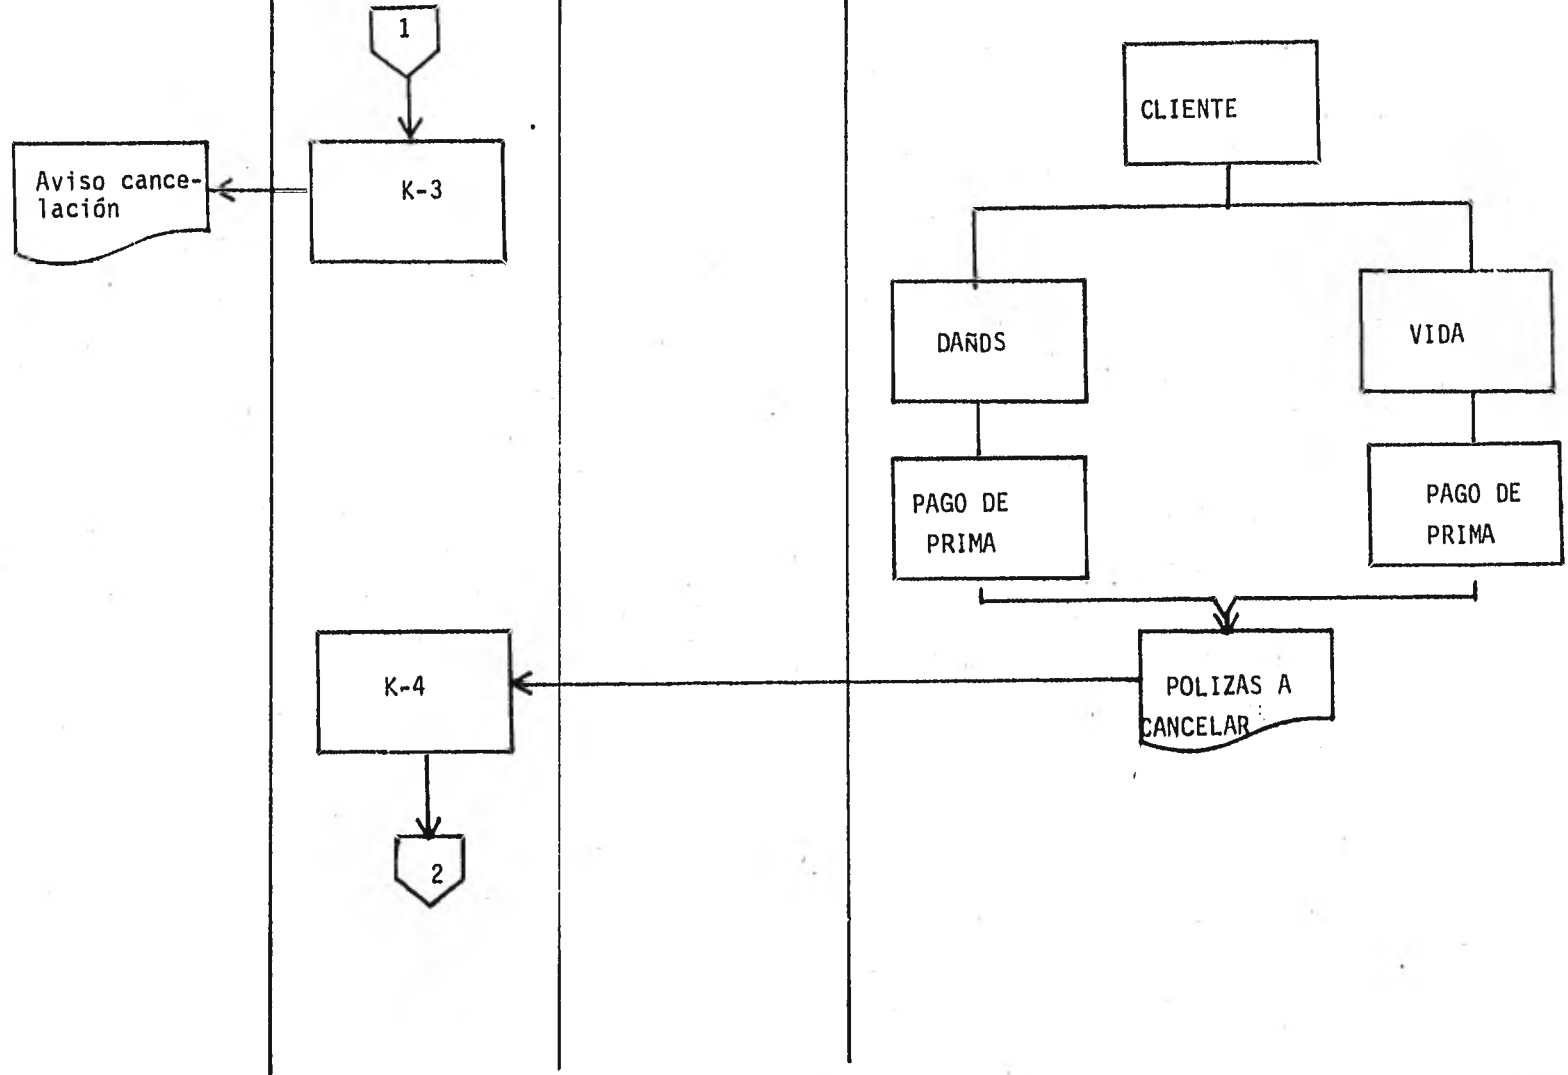 1
CLIENTE
Aviso cance-
lación
K-3
DAÑDS
VIDA
PAGO DE
PRIMA
PAGO DE
PRIMA
K-4
POLIZAS A
CANCELAR
2